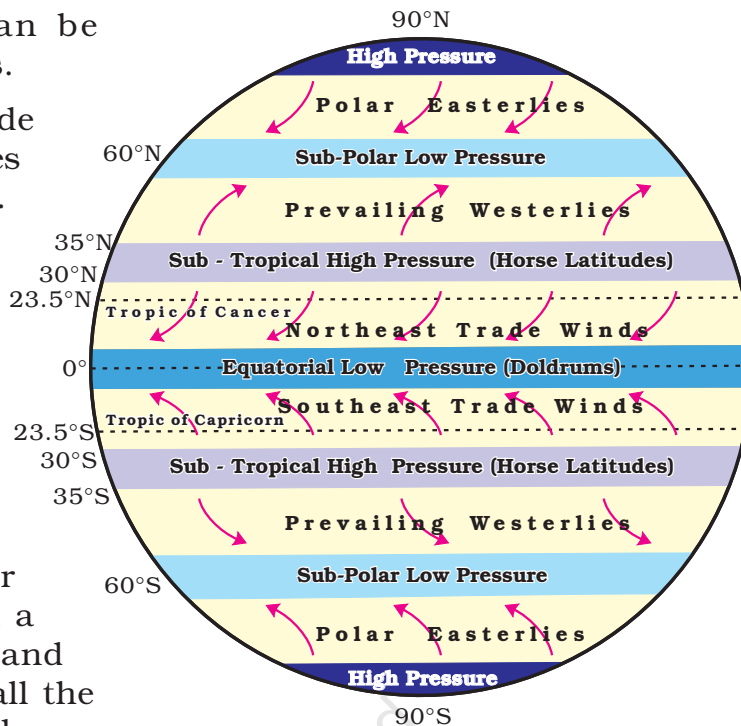 90°N
an be
High Pressure
s.
Polar Easterlies
de
60°N
Sub-Polar Low Pressure
es
.
Prevailing Westerlies
35°N
Sub - Tropical High Pressure (Horse Latitudes)
30°N
23.5°N
Tropic of Cancer
Northeast Trade Winds
0°
Equatorial Low Pressure (Doldrums)
Southeast Trade Winds
Tropic of Capricorn
23.5°S
30°S
Sub - Tropical High Pressure (Horse Latitudes)
35°S
Prevailing Westerlies
r
60°S
Sub-Polar Low Pressure
a
and
Polar Easterlies
High Pressure
all the
90°S